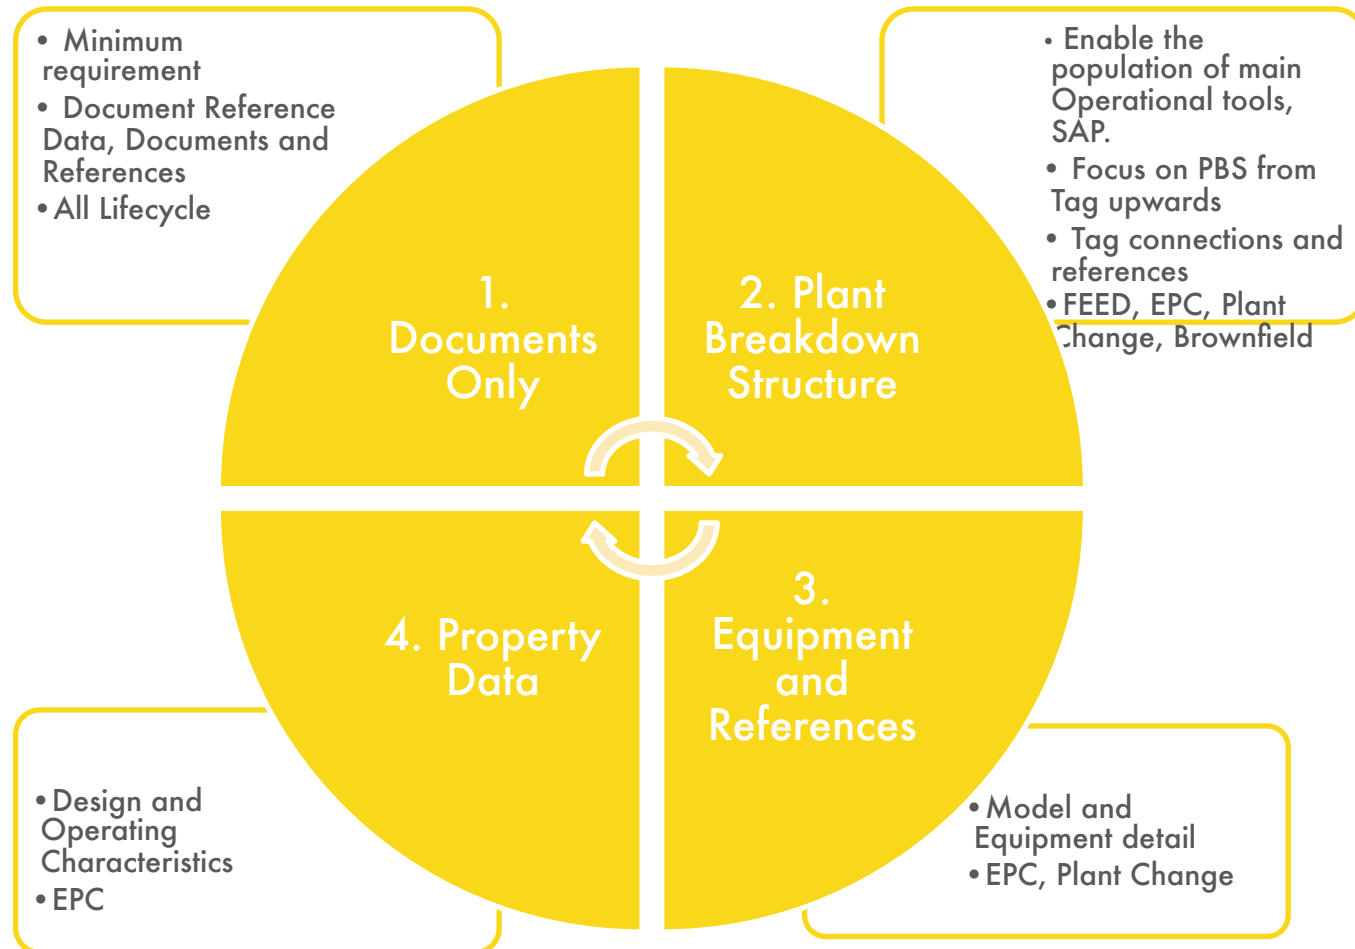 • Minimum
requirement
• Document Reference
Data, Documents and
References
• All Lifecycle
• Enable the
population of main
Operational tools,
SAP.
• Focus on PBS from
Tag upwards
• Tag connections and
references
• FEED, EPC, Plant
Change, Brownfield
1.
Documents
Only
2. Plant
Breakdown
Structure
4. Property
Data
3.
Equipment
and
References
• Design and
Operating
Characteristics
• EPC
• Model and
Equipment detail
• EPC, Plant Change